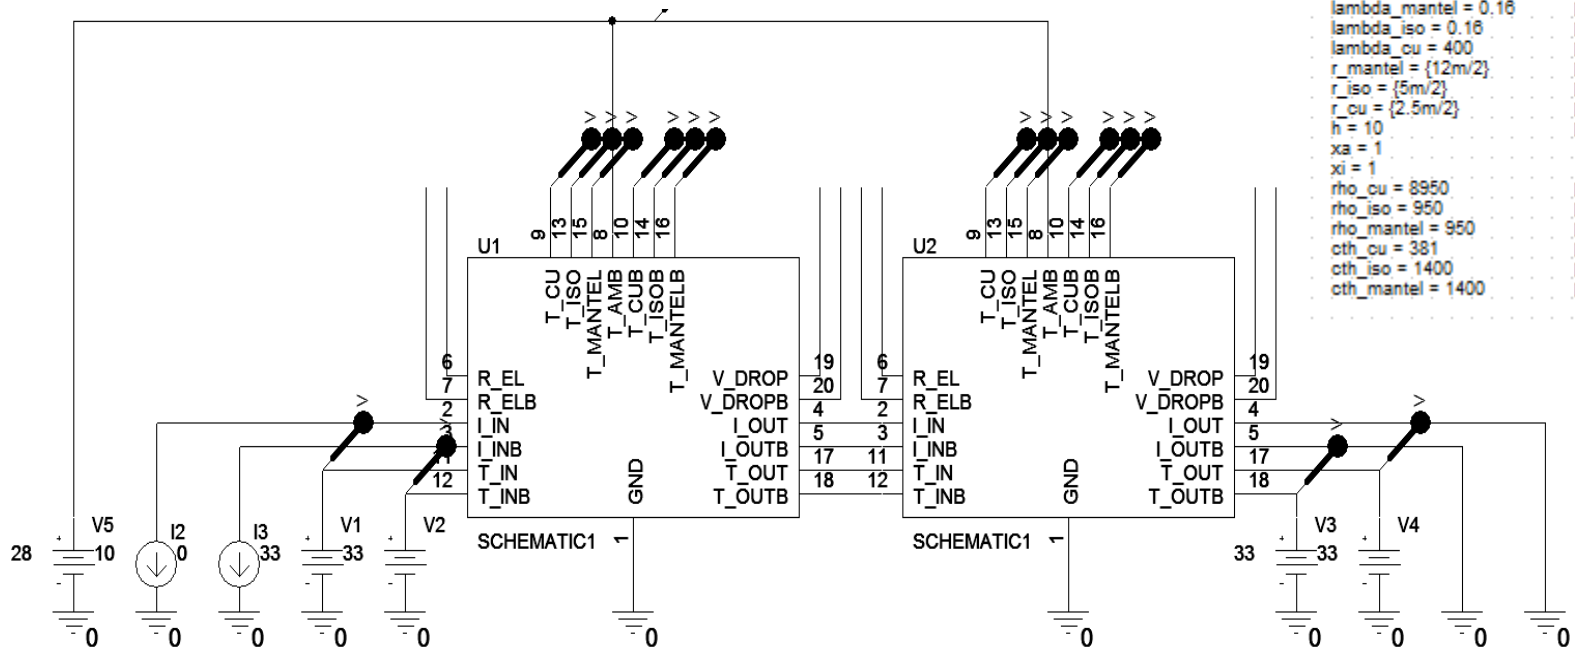 lambda_mantel = 0.16
lambda_iso = 0.16
lambda_cu = 400
r_mantel = {12m/2}
r_iso = {5m/2}
r_cu = {2.5m/2}
h = 10
xa = 1
xi = 1
rho_cu = 8950
rho_iso = 950
rho_mantel = 950
cth_cu = 381
cth_iso = 1400
cth_mantel = 1400
> > > > > >
> > > > > >
9 13 15 8 10 14 16
9 13 15 8 10 14 16
U1
U2
T_CU T_ISO T_MANTEL T_AMB T_CUB T_ISOB T_MANTELB
T_CU T_ISO T_MANTEL T_AMB T_CUB T_ISOB T_MANTELB
6 R_EL V_DROP 19 6 R_EL V_DROP 19
7 R_ELB V_DROPB 20 7 R_ELB V_DROPB 20
> 2 I_IN I_OUT 4 2 I_IN I_OUT 4 >
3 I_INB I_OUTB 5 3 I_INB I_OUTB 5 >
11 T_IN T_OUT 17 11 T_IN T_OUT 17
12 T_INB T_OUTB 18 12 T_INB T_OUTB 18
GND GND
SCHEMATIC1 1 SCHEMATIC1 1
V5 I2 I3 V1 V2 V3 V4
28 10 0 33 33 33 33
+ - + - + - + - + -
0 0 0 0 0 0 0 0 0 0 0